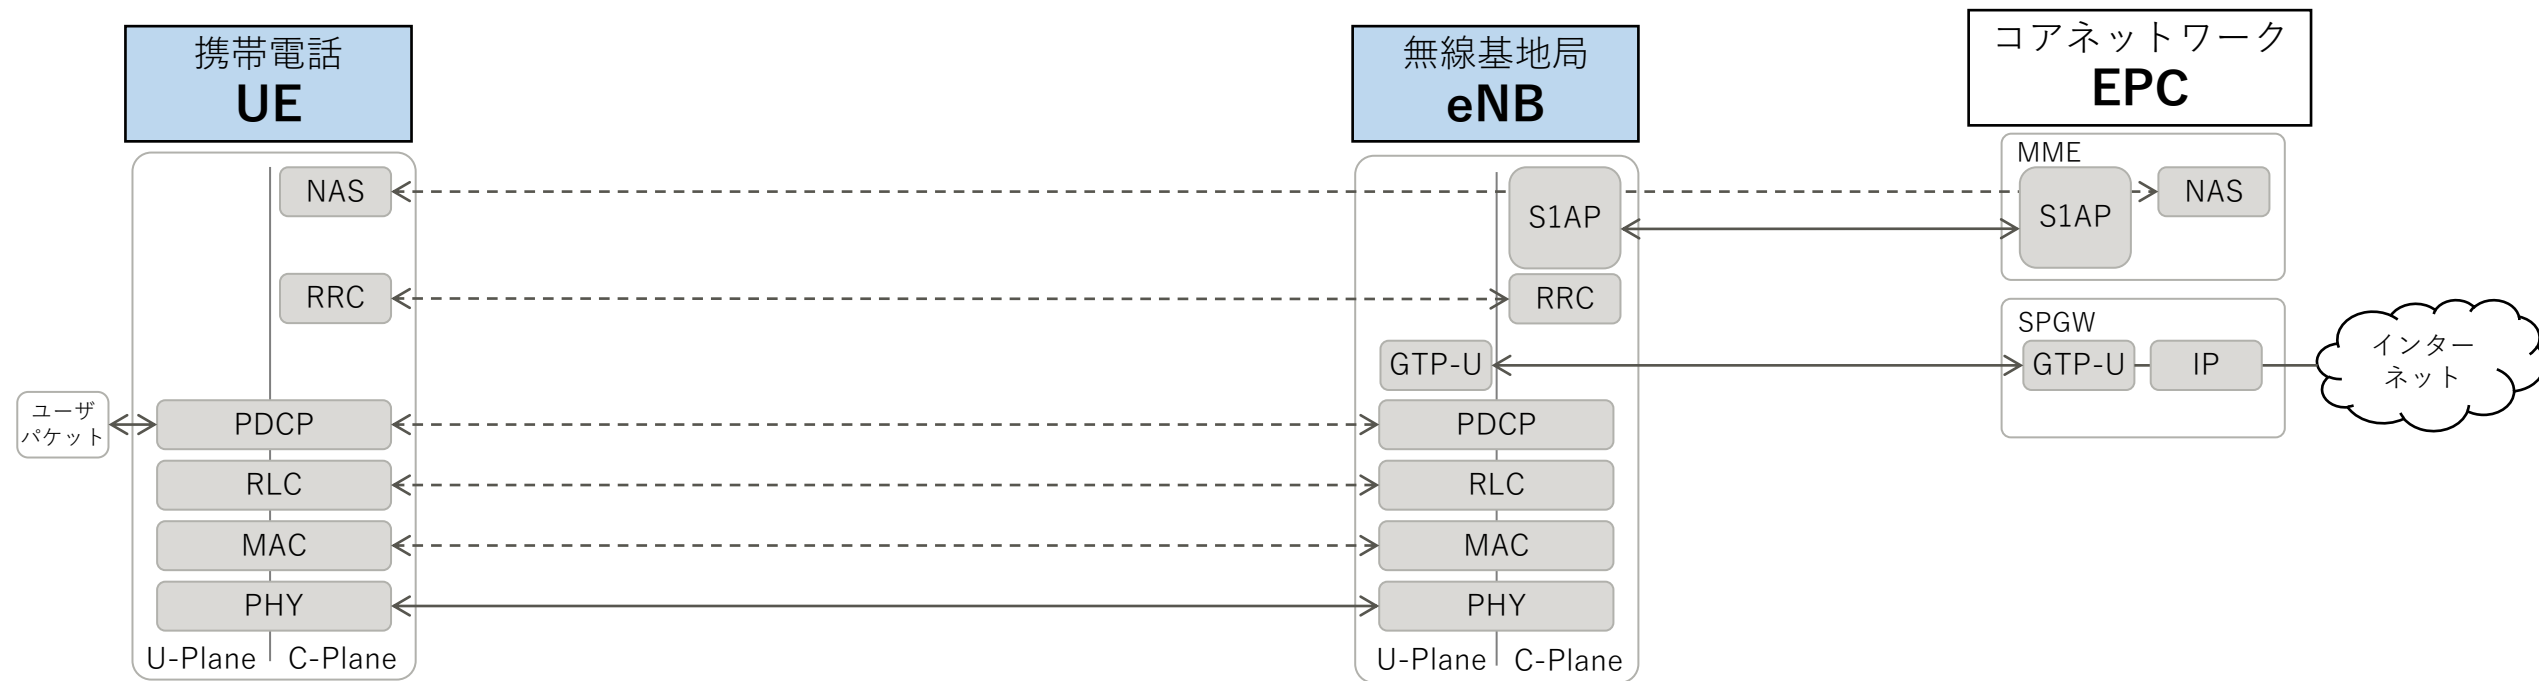 携帯電話
UE
無線基地局
eNB
コアネットワーク
EPC
MME
NAS
S1AP
S1AP
NAS
RRC
RRC
SPGW
GTP-U
GTP-U
IP
インター
ネット
ユーザ
パケット
PDCP
PDCP
RLC
RLC
MAC
MAC
PHY
PHY
U-Plane
C-Plane
U-Plane
C-Plane